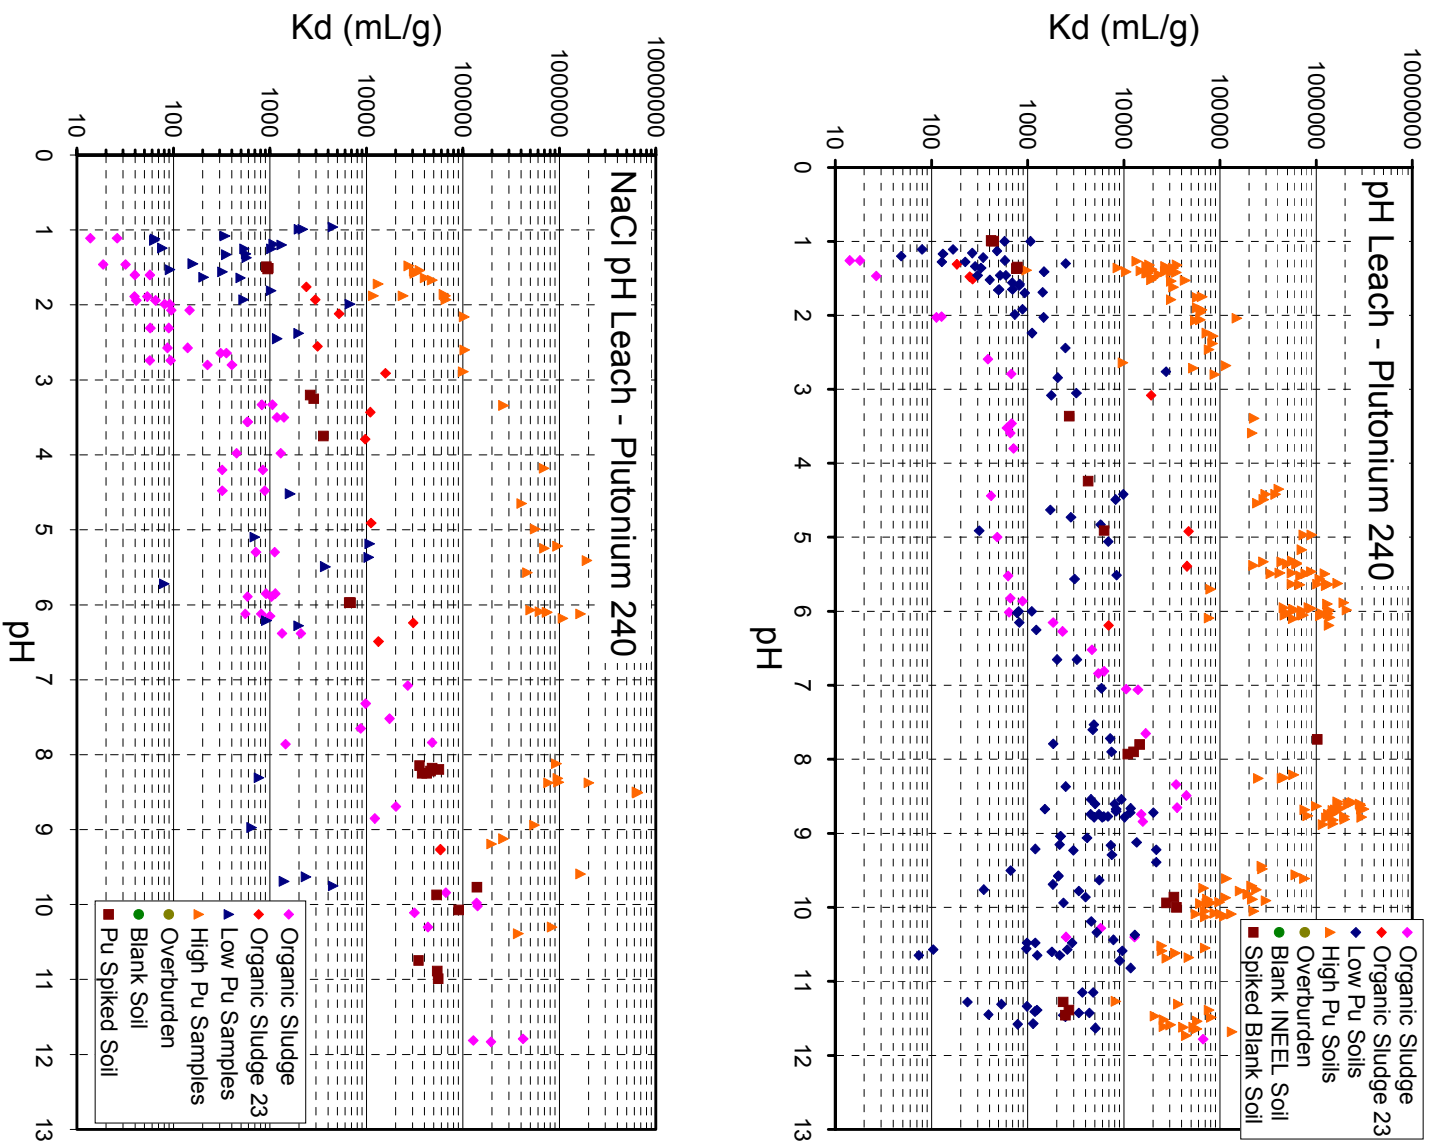 pH Leach - Plutonium 240
Kd (mL/g)
10000000
1000000
100000
10000
1000
100
10
0 1 2 3 4 5 6 7 8 9 10 11 12 13
pH
Organic Sludge
Organic Sludge 23
Low Pu Soils
High Pu Soils
Overburden
Blank INEEL Soil
Spiked Blank Soil
NaCl pH Leach - Plutonium 240
Kd (mL/g)
10000000
1000000
100000
10000
1000
100
10
0 1 2 3 4 5 6 7 8 9 10 11 12 13
pH
Organic Sludge
Organic Sludge 23
Low Pu Samples
High Pu Samples
Overburden
Blank Soil
Pu Spiked Soil